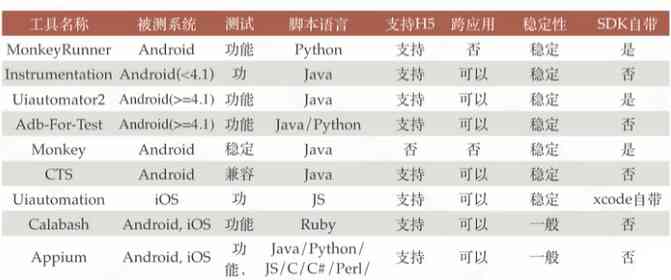 工具名称 被测系统 测试 脚本语言 支持H5 跨应用 稳定性 SDK自带
MonkeyRunner Android 功能 Python 支持 否 稳定 是
Instrumentation Android(<4.1) 功 Java 支持 可以 稳定 否
Uiautomator2 Android(>=4.1) 功能 Java 支持 可以 稳定 是
Adb-For-Test Android(>=4.1) 功能 Java/Python 支持 可以 稳定 否
Monkey Android 稳定 Java 否 否 稳定 是
CTS Android 兼容 Java 支持 可以 稳定 否
Uiautomation iOS 功 JS 支持 可以 稳定 xcode自带
Calabash Android, iOS 功能 Ruby 支持 可以 一般 否
Appium Android, iOS 功能、 Java/Python/JS/C/C#/Perl/ 支持 可以 一般 否